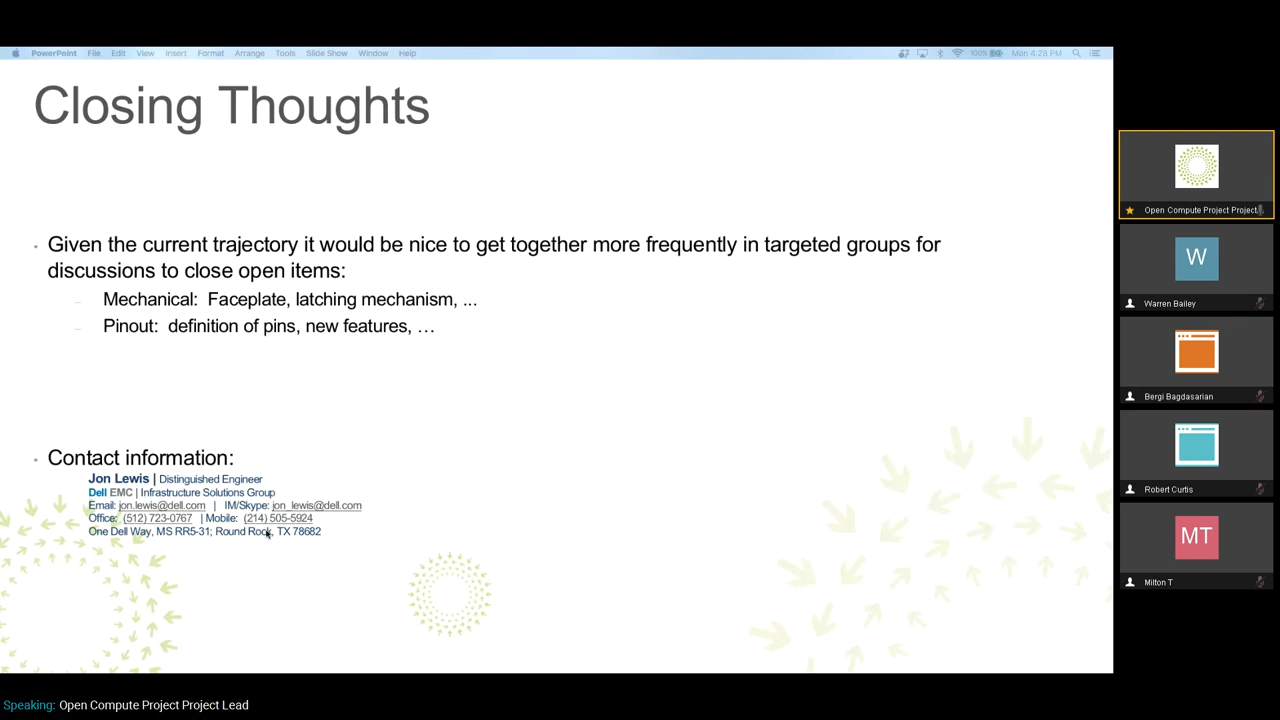 PowerPoint File Edit View Insert Format Arrange Tools Slide Show Window Help 100% Mon 4:28 PM
Closing Thoughts
Given the current trajectory it would be nice to get together more frequently in targeted groups for
discussions to close open items:
Mechanical: Faceplate, latching mechanism, ...
Pinout: definition of pins, new features, …
Contact information:
Jon Lewis | Distinguished Engineer
Dell EMC | Infrastructure Solutions Group
Email: jon.lewis@dell.com | IM/Skype: jon_lewis@dell.com
Office: (512) 723-0767 | Mobile: (214) 505-5924
One Dell Way, MS RR5-31; Round Rock, TX 78682
Open Compute Project Project
W
Warren Bailey
Bergi Bagdasarian
Robert Curtis
MT
Milton T
Speaking: Open Compute Project Project Lead